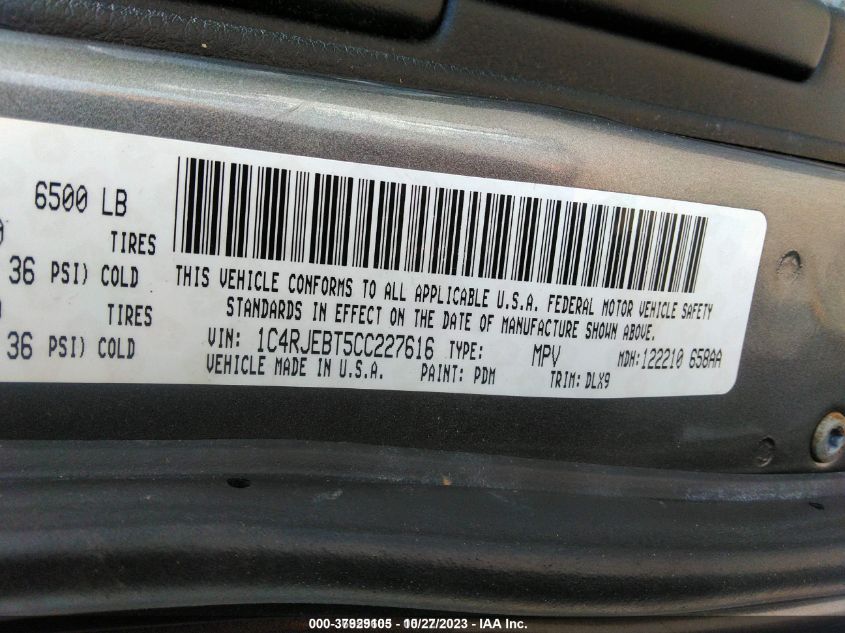 6500 LB
TIRES
36 PSI) COLD
TIRES
36 PSI) COLD
THIS VEHICLE CONFORMS TO ALL APPLICABLE U.S.A. FEDERAL MOTOR VEHICLE SAFETY
STANDARDS IN EFFECT ON THE DATE OF MANUFACTURE SHOWN ABOVE.
VIN: 1C4RJEBT5CC227616 TYPE: MPV MDH:122210 658AA
VEHICLE MADE IN U.S.A. PAINT: PDM TRIM: DLX9
000-37929105 - 10/27/2023 - IAA Inc.